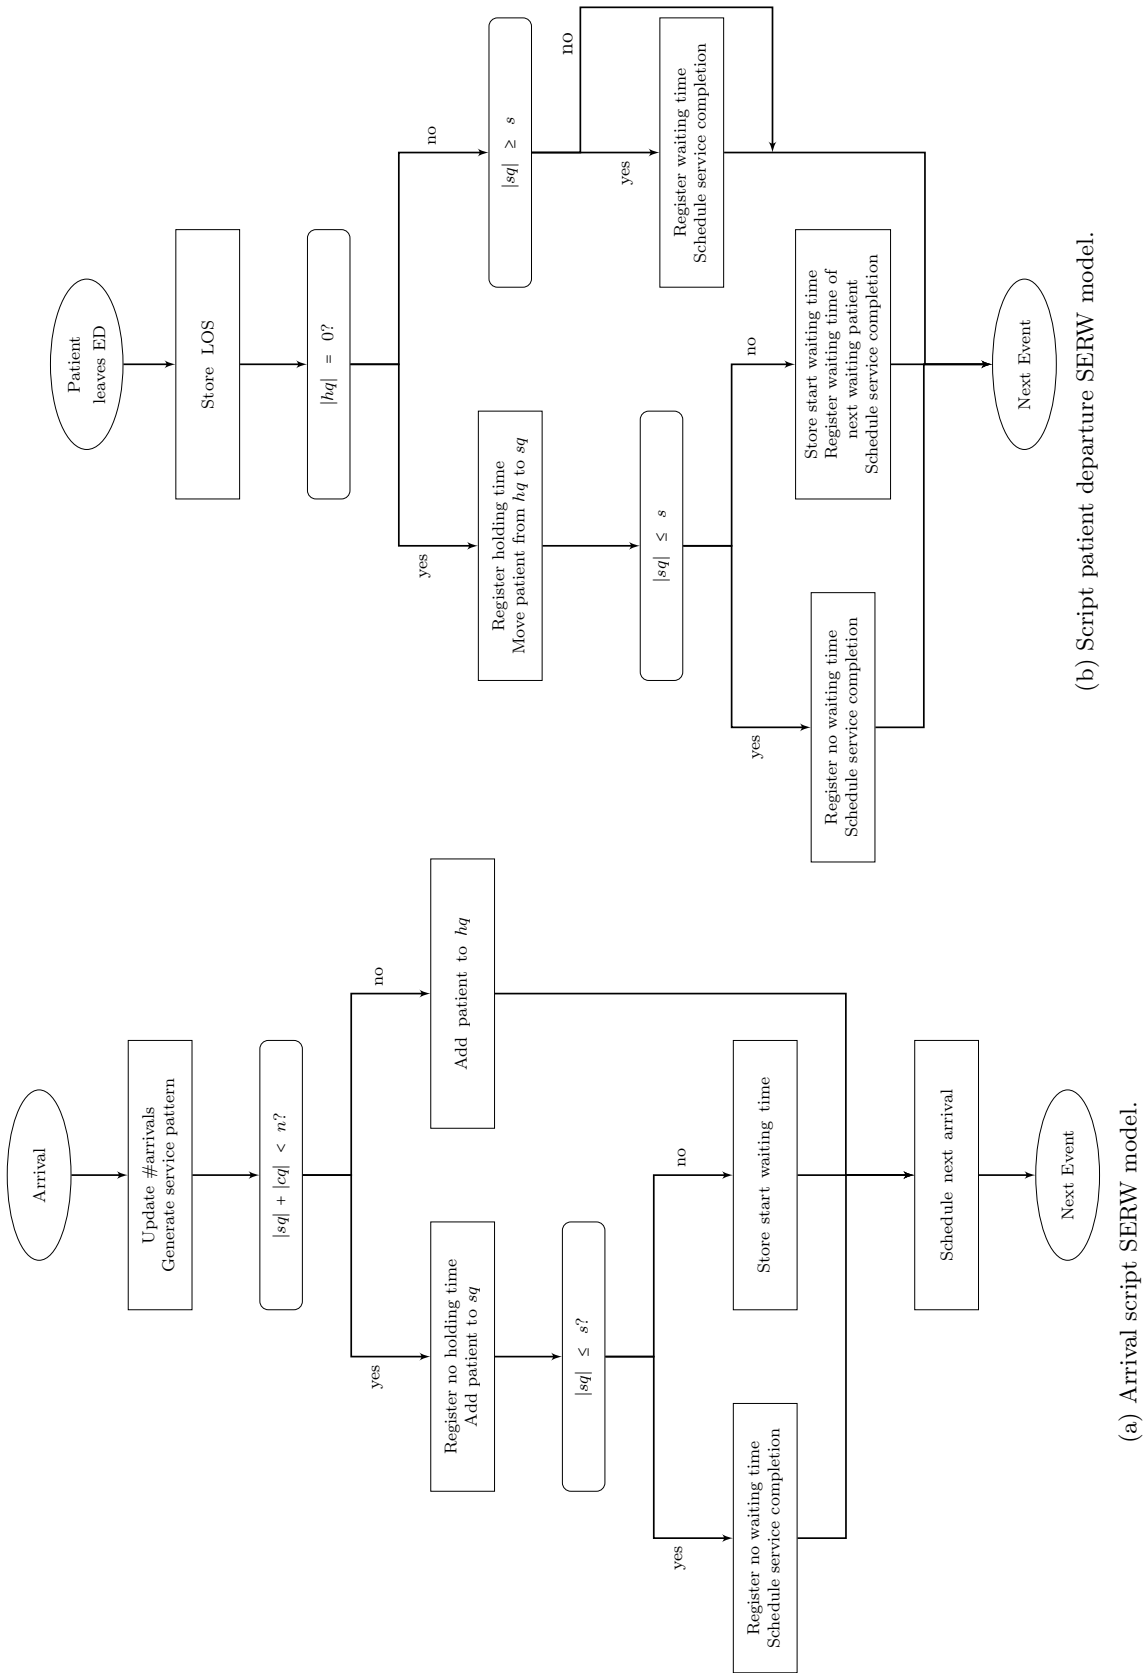 Arrival
Update #arrivals
Generate service pattern
|sq| + |cq| < n?
yes
no
Register no holding time
Add patient to sq
Add patient to hq
|sq| ≤ s?
yes
no
Register no waiting time
Schedule service completion
Store start waiting time
Schedule next arrival
Next Event
(a) Arrival script SERW model.
Patient
leaves ED
Store LOS
|hq| = 0?
yes
no
Register holding time
Move patient from hq to sq
|sq| ≥ s
no
yes
|sq| ≤ s
Register waiting time
Schedule service completion
yes
no
Register no waiting time
Schedule service completion
Store start waiting time
Register waiting time of
next waiting patient
Schedule service completion
Next Event
(b) Script patient departure SERW model.